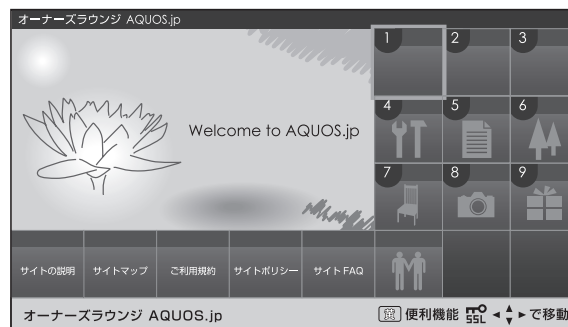 オーナーズラウンジ AQUOS.jp
1 2 3
Welcome to AQUOS.jp
4 5 6
7 8 9
サイトの説明 サイトマップ ご利用規約 サイトポリシー サイト FAQ
オーナーズラウンジ AQUOS.jp 便利機能 SSL ◄▲▼► で移動